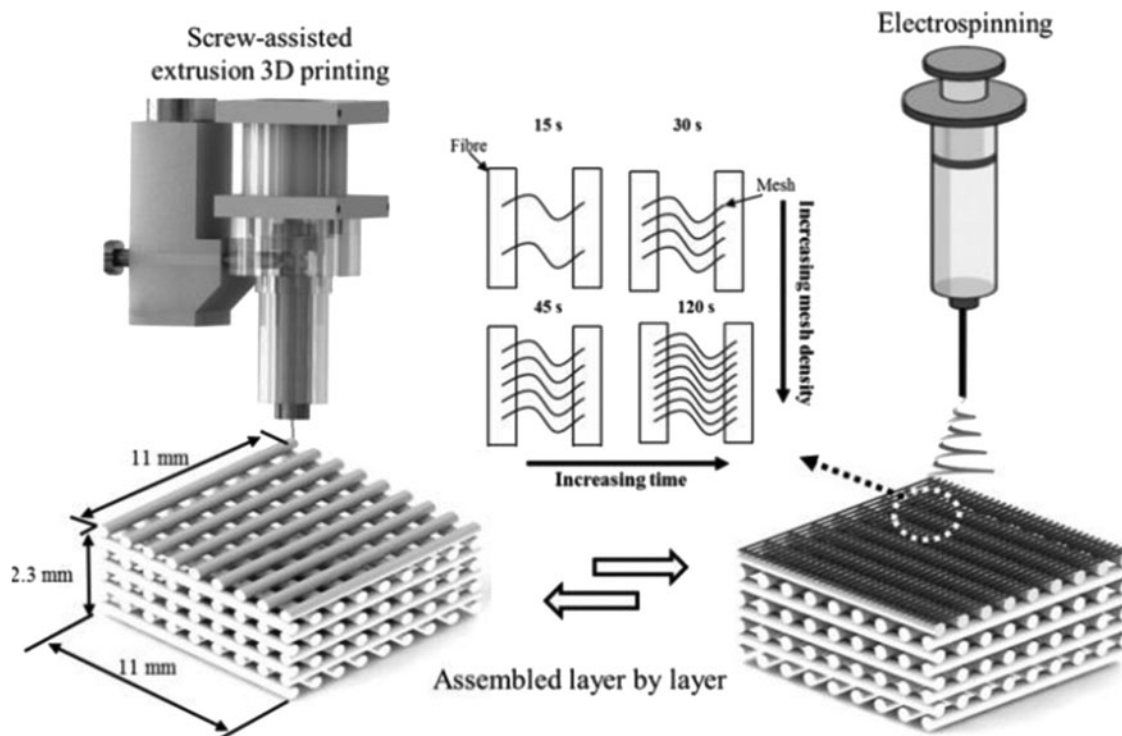 Screw-assisted
extrusion 3D printing
Electrospinning
15 s
30 s
Fibre
Mesh
45 s
120 s
Increasing mesh density
Increasing time
11 mm
2.3 mm
11 mm
Assembled layer by layer